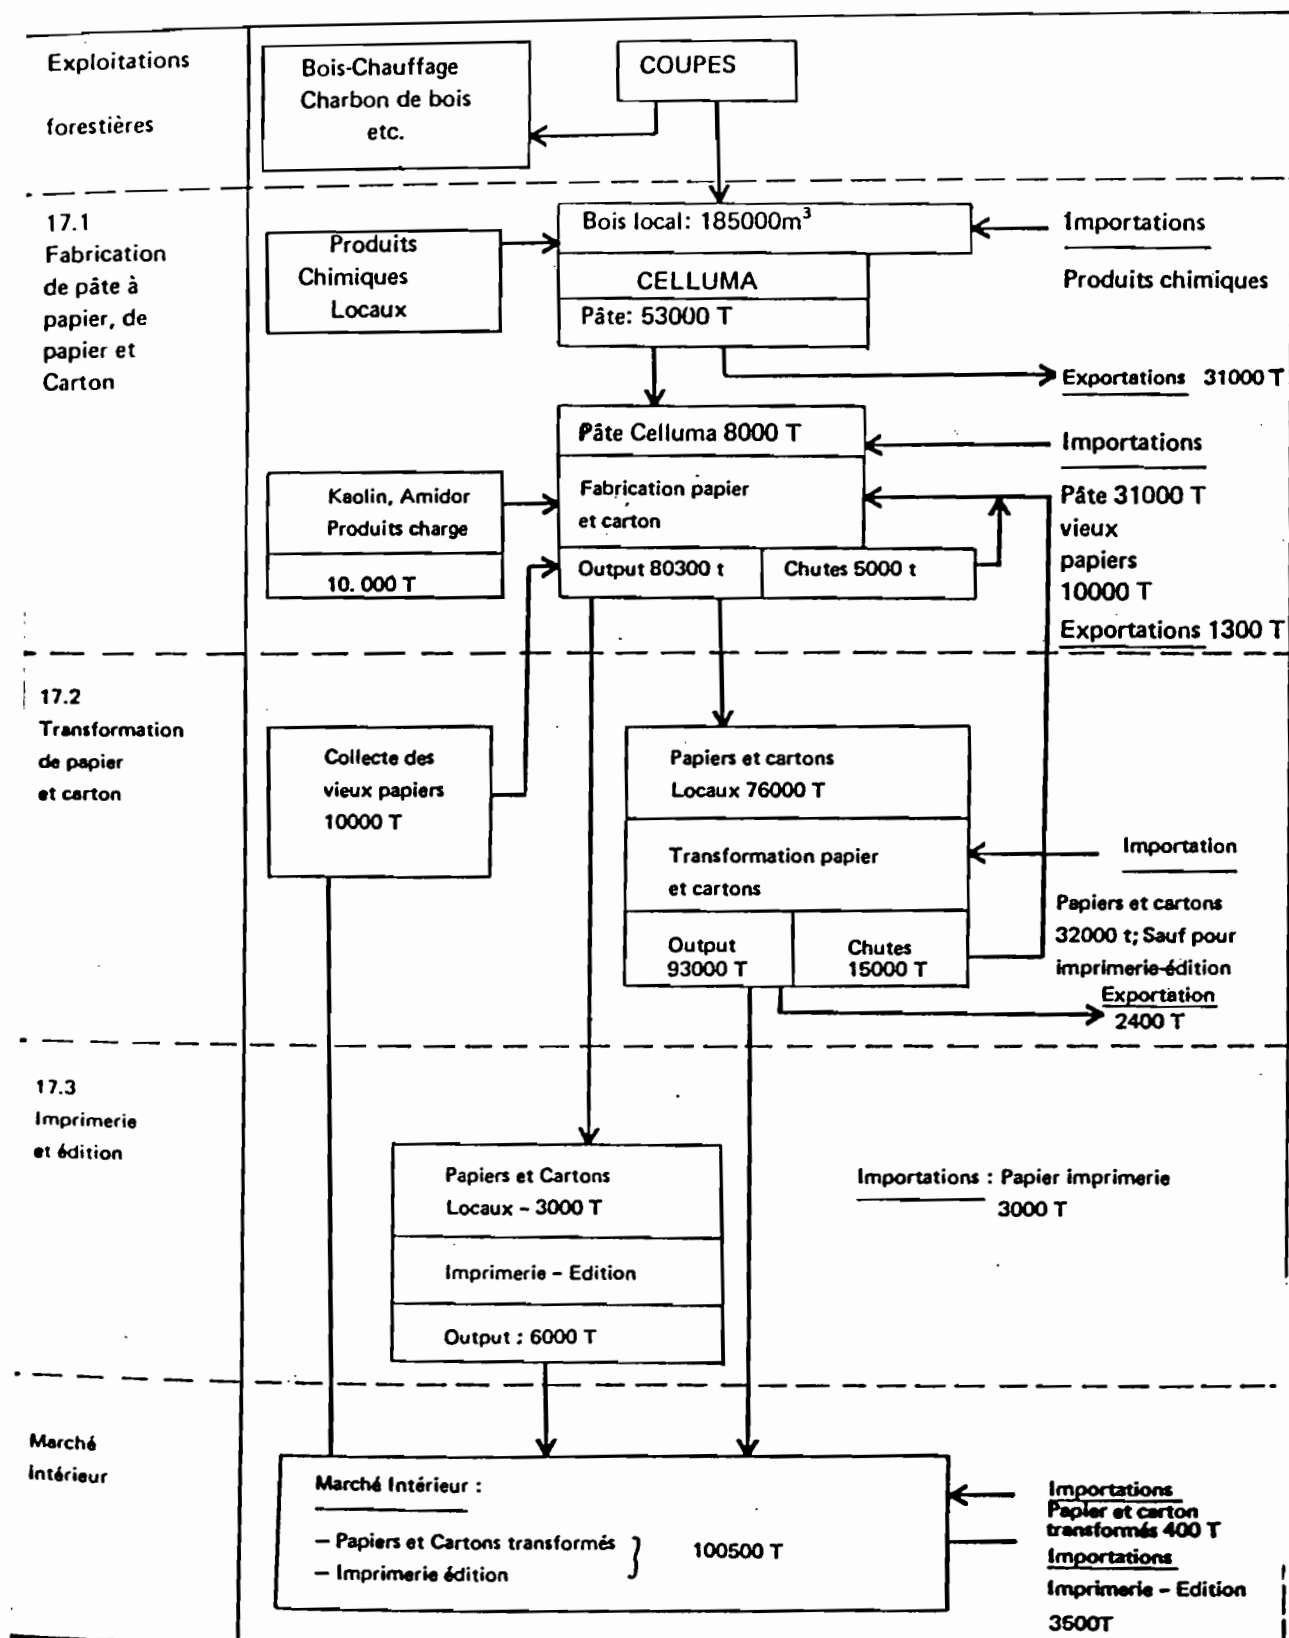 Exploitations
forestières
Bois-Chauffage
Charbon de bois
etc.
COUPES
17.1
Fabrication
de pâte à
papier, de
papier et
Carton
Produits
Chimiques
Locaux
Bois local: 185000m³
CELLUMA
Pâte: 53000 T
Importations
Produits chimiques
Exportations 31000 T
Pâte Celluma 8000 T
Fabrication papier
et carton
Output 80300 t
Chutes 5000 t
Kaolin, Amidor
Produits charge
10. 000 T
Importations
Pâte 31000 T
vieux
papiers
10000 T
Exportations 1300 T
17.2
Transformation
de papier
et carton
Collecte des
vieux papiers
10000 T
Papiers et cartons
Locaux 76000 T
Transformation papier
et cartons
Output
93000 T
Chutes
15000 T
Importation
Papiers et cartons
32000 t; Sauf pour
imprimerie-édition
Exportation
2400 T
17.3
Imprimerie
et édition
Papiers et Cartons
Locaux – 3000 T
Imprimerie – Edition
Output : 6000 T
Importations : Papier imprimerie
3000 T
Marché
Intérieur
Marché Intérieur :
– Papiers et Cartons transformés
– Imprimerie édition
100500 T
Importations
Papier et carton
transformés 400 T
Importations
Imprimerie – Edition
3500T